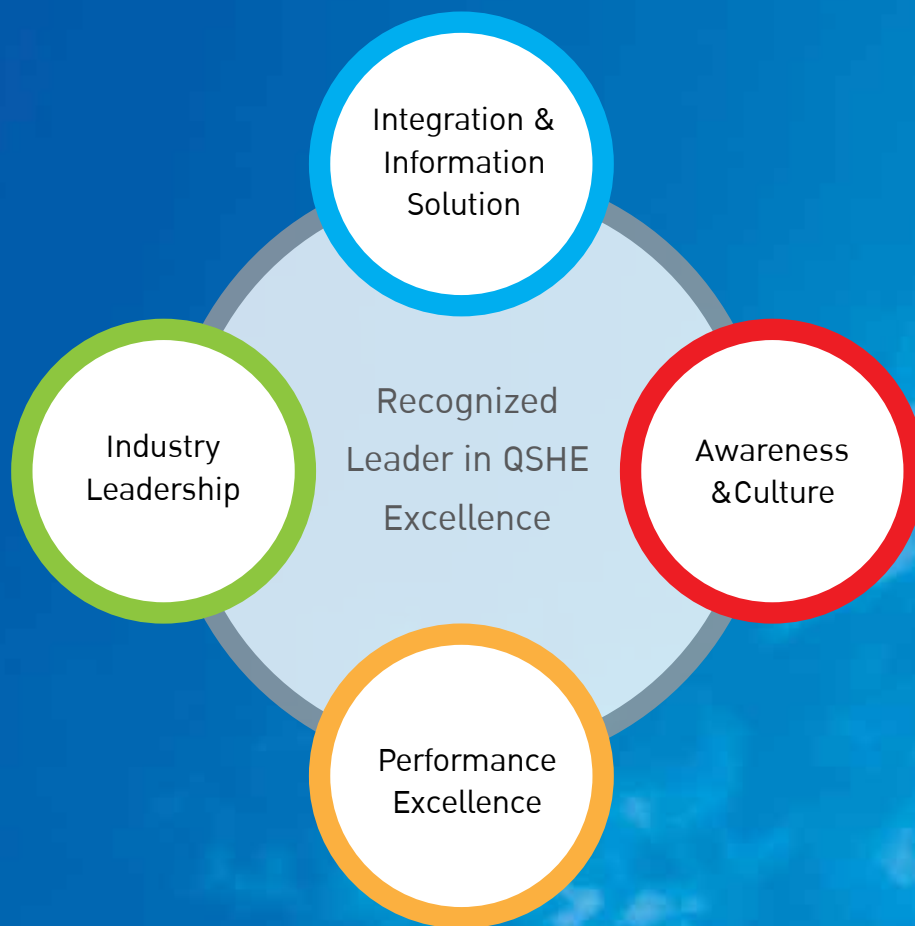 Integration &
Information
Solution
Recognized
Leader in QSHE
Excellence
Industry
Leadership
Awareness
&Culture
Performance
Excellence